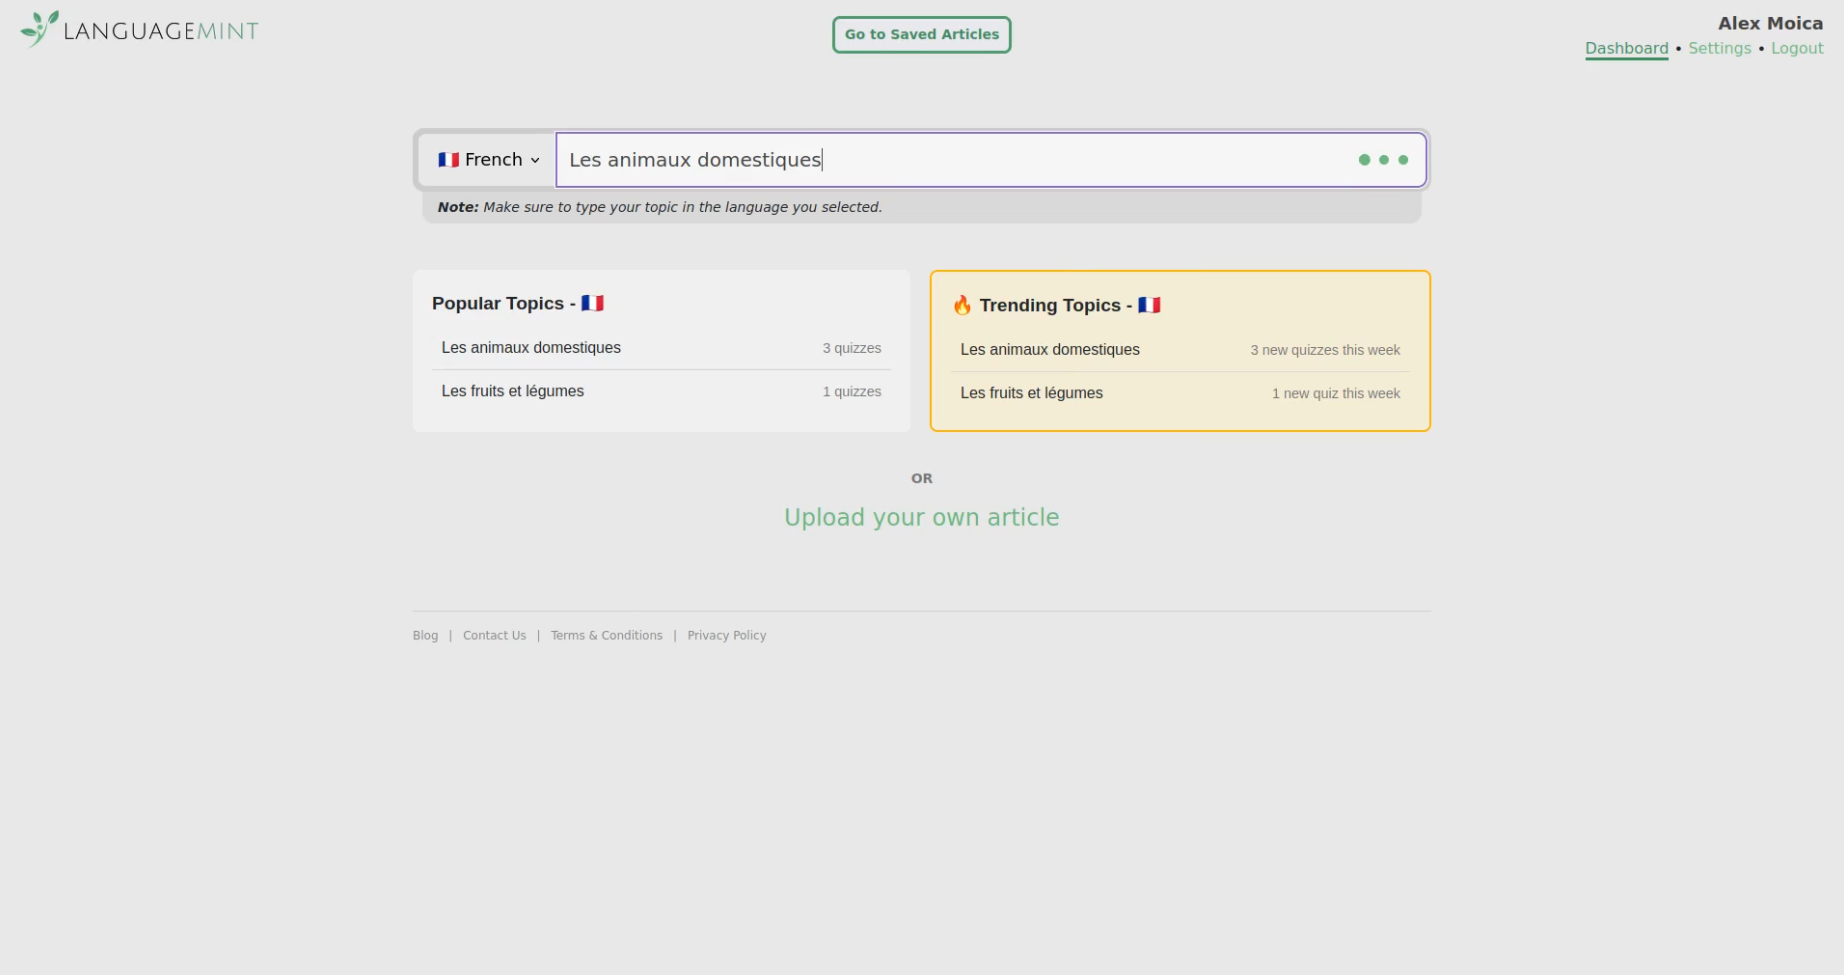 LANGUAGEMINT
Go to Saved Articles
Alex Moica
Dashboard • Settings • Logout
French
Les animaux domestiques
Note: Make sure to type your topic in the language you selected.
Popular Topics -
Les animaux domestiques 3 quizzes
Les fruits et légumes 1 quizzes
Trending Topics -
Les animaux domestiques 3 new quizzes this week
Les fruits et légumes 1 new quiz this week
OR
Upload your own article
Blog | Contact Us | Terms & Conditions | Privacy Policy